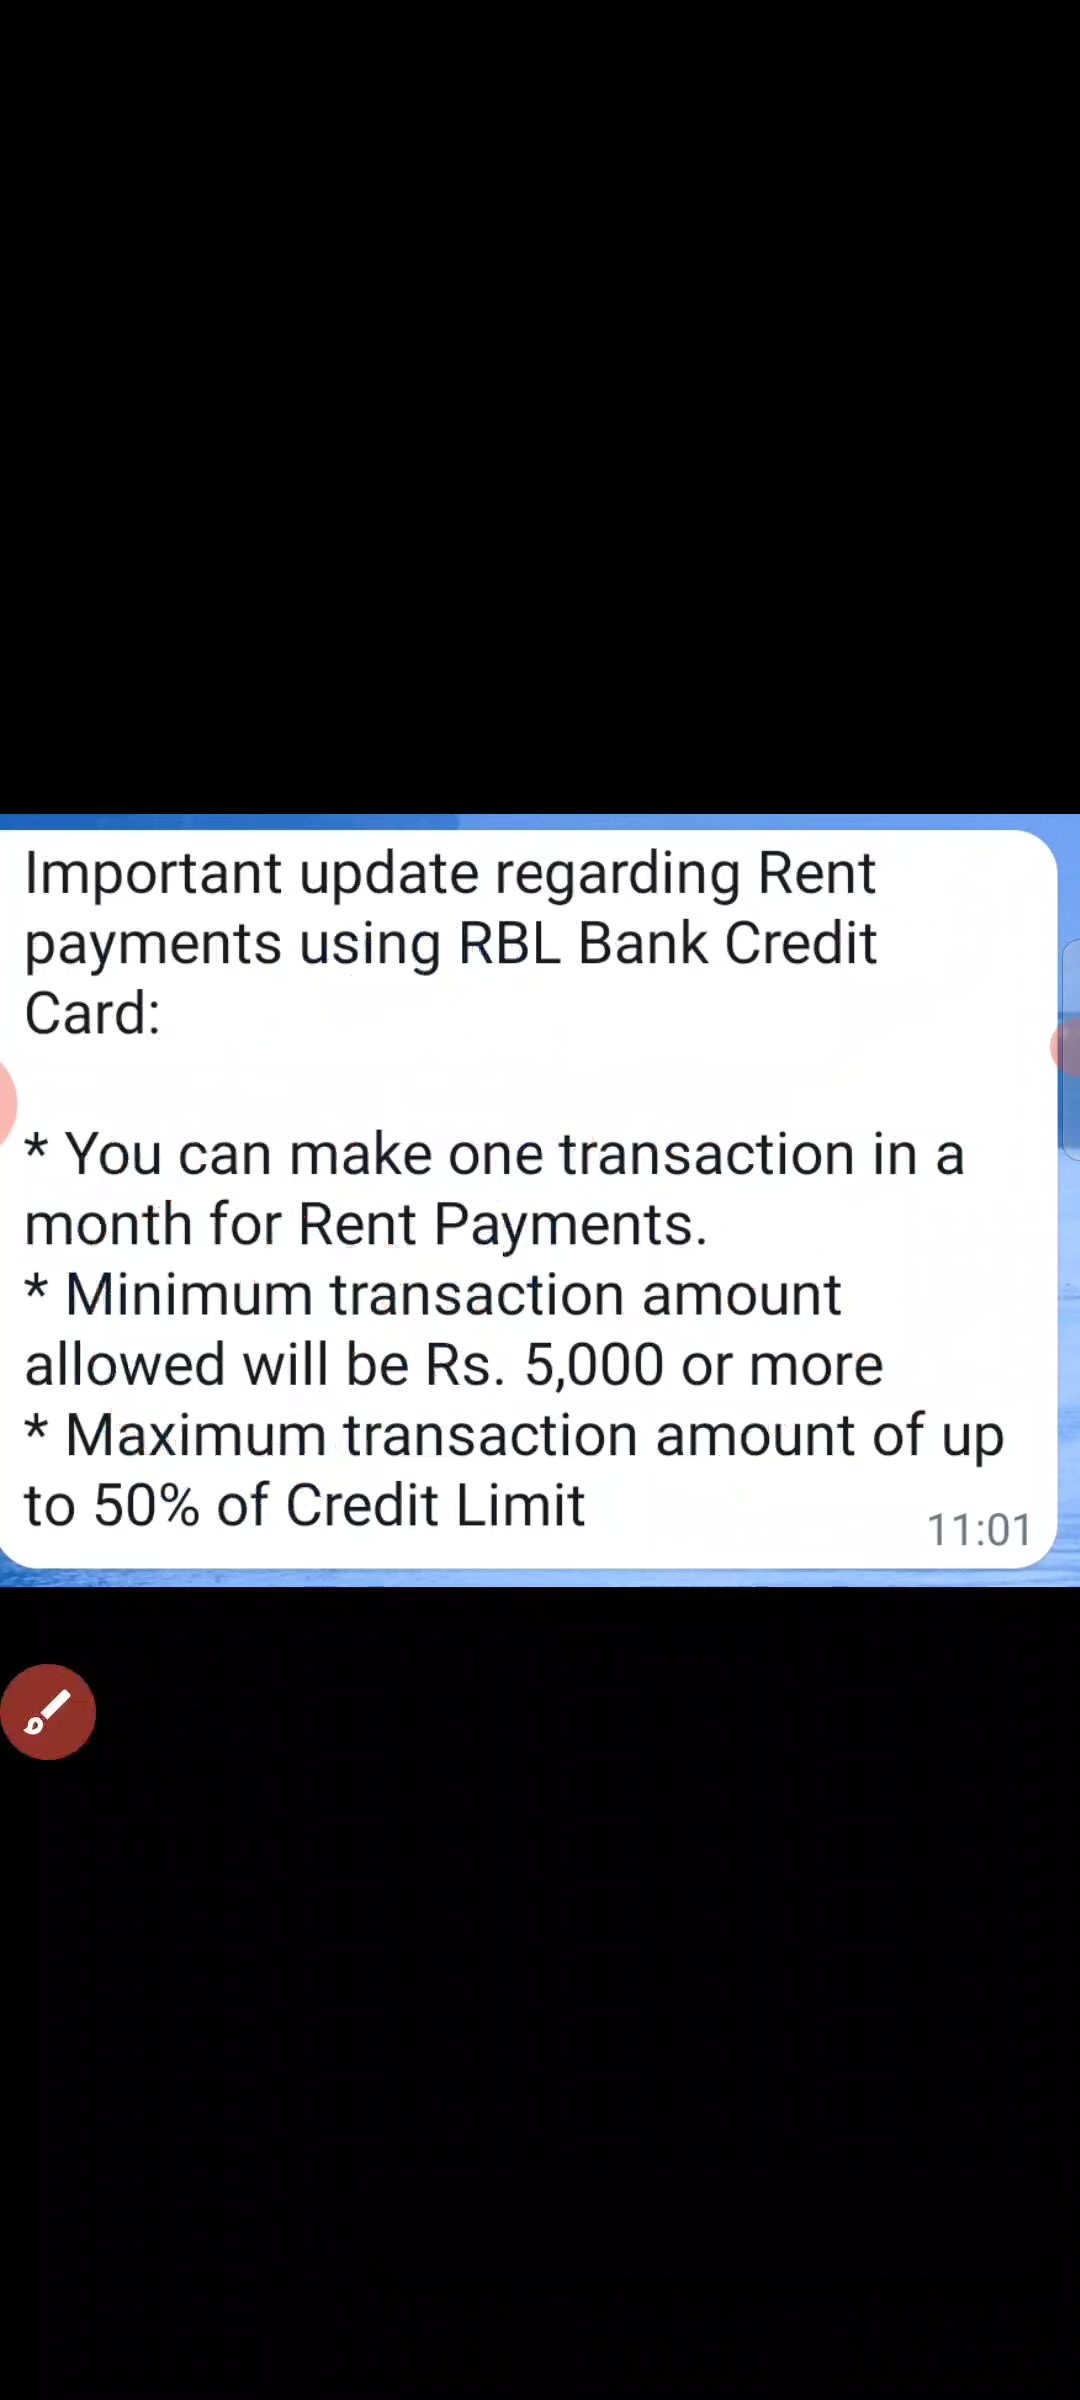 Important update regarding Rent
payments using RBL Bank Credit
Card:
* You can make one transaction in a
month for Rent Payments.
* Minimum transaction amount
allowed will be Rs. 5,000 or more
* Maximum transaction amount of up
to 50% of Credit Limit
11:01